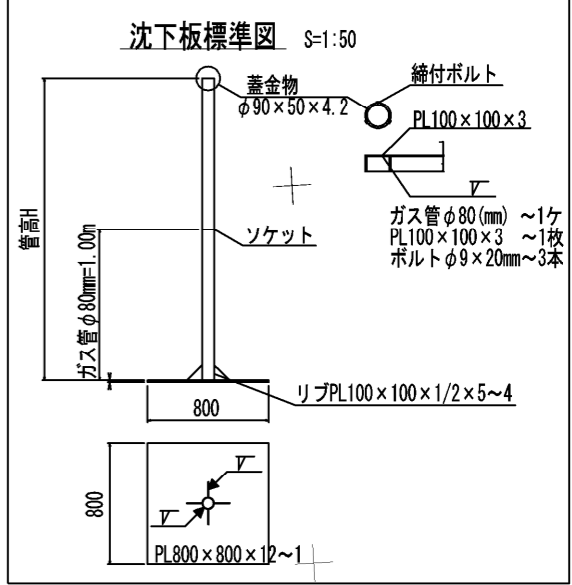 沈下板標準図 S=1:50
蓋金物
φ90×50×4.2
締付ボルト
PL100×100×3
ガス管φ80(mm) ~1ケ
PL100×100×3 ~1枚
ボルトφ9×20mm~3本
管高H
ソケット
ガス管φ80mm=1.00m
リブPL100×100×1/2×5~4
800
800
PL800×800×12~1